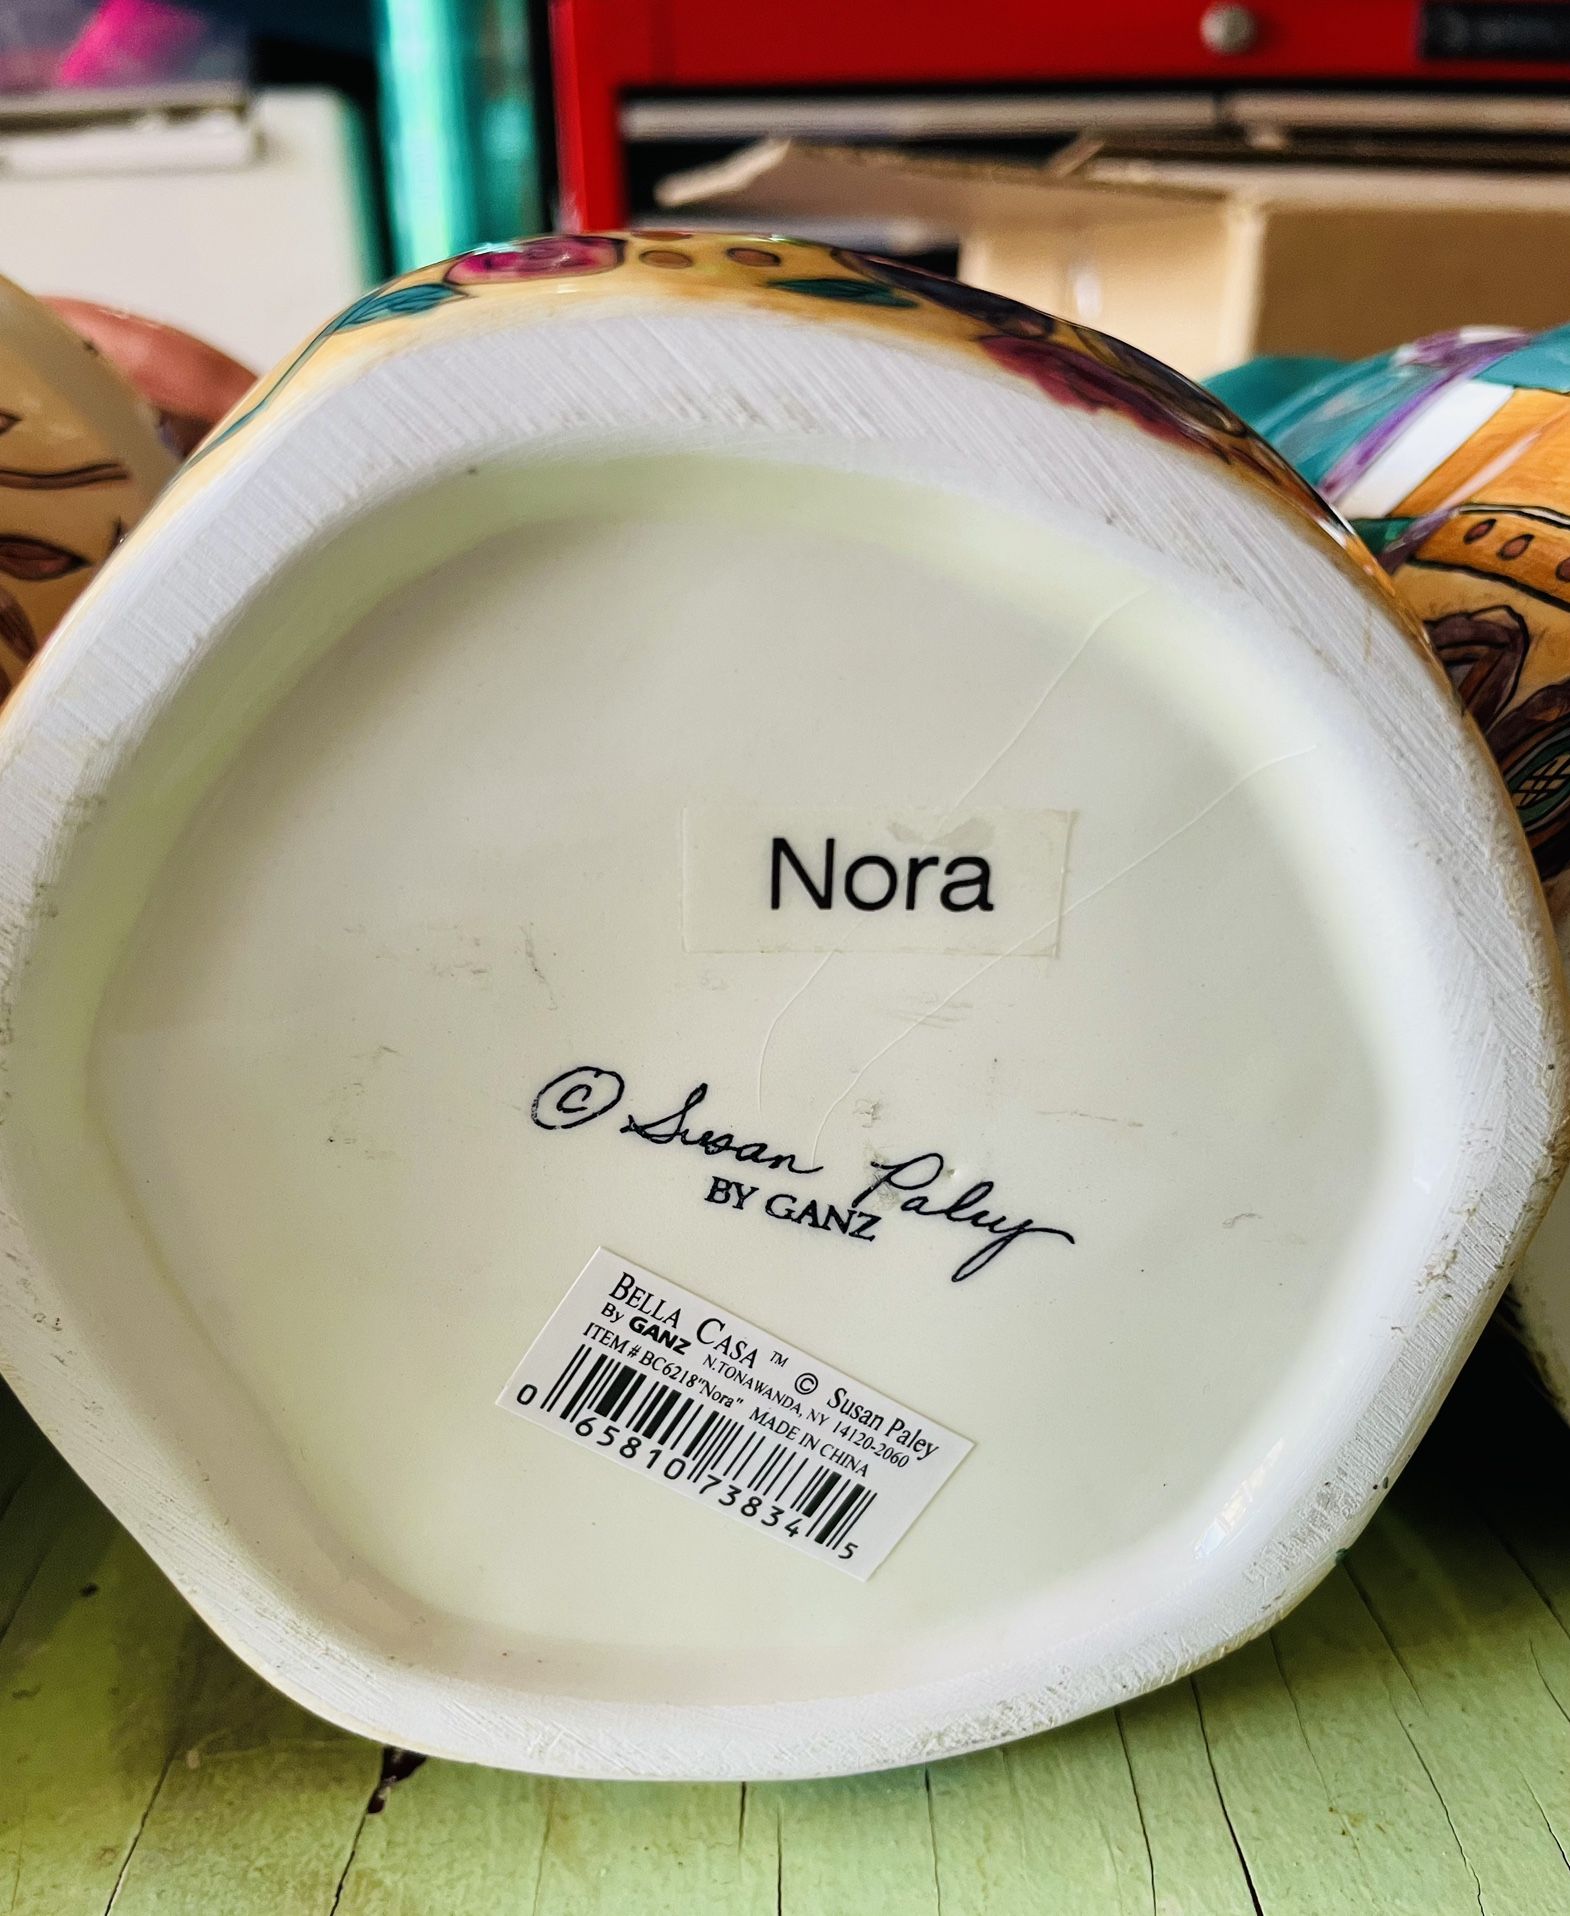 Nora
© Susan Paley
BY GANZ
BELLA CASA ™ © Susan Paley
By GANZ N.TONAWANDA, NY 14120-2060
ITEM # BC6218"Nora" MADE IN CHINA
0 65810 73834 5